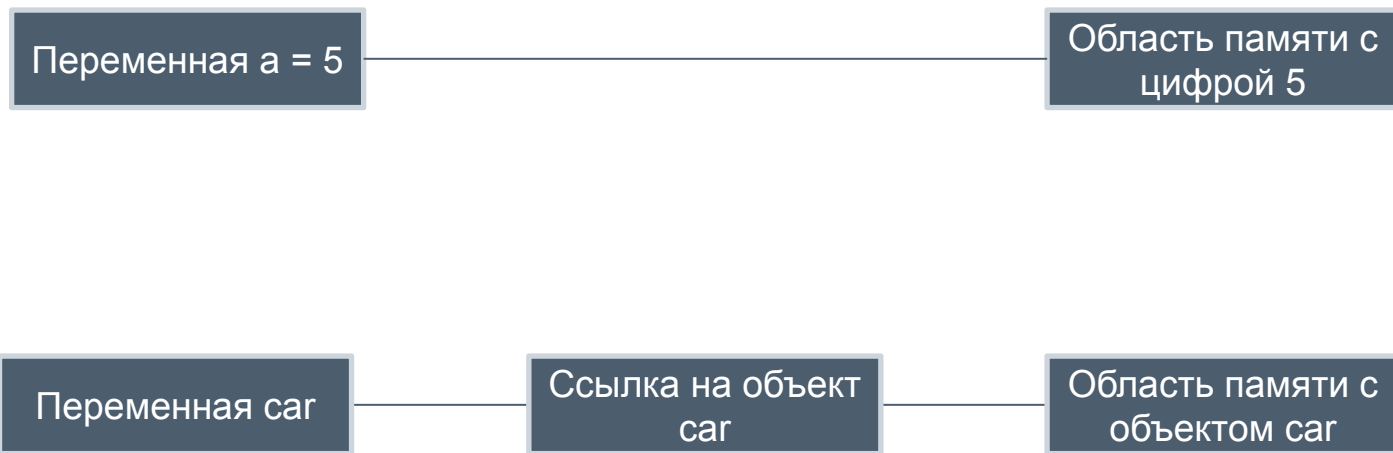 Переменная a = 5
Область памяти с
цифрой 5
Переменная car
Ссылка на объект
car
Область памяти с
объектом car